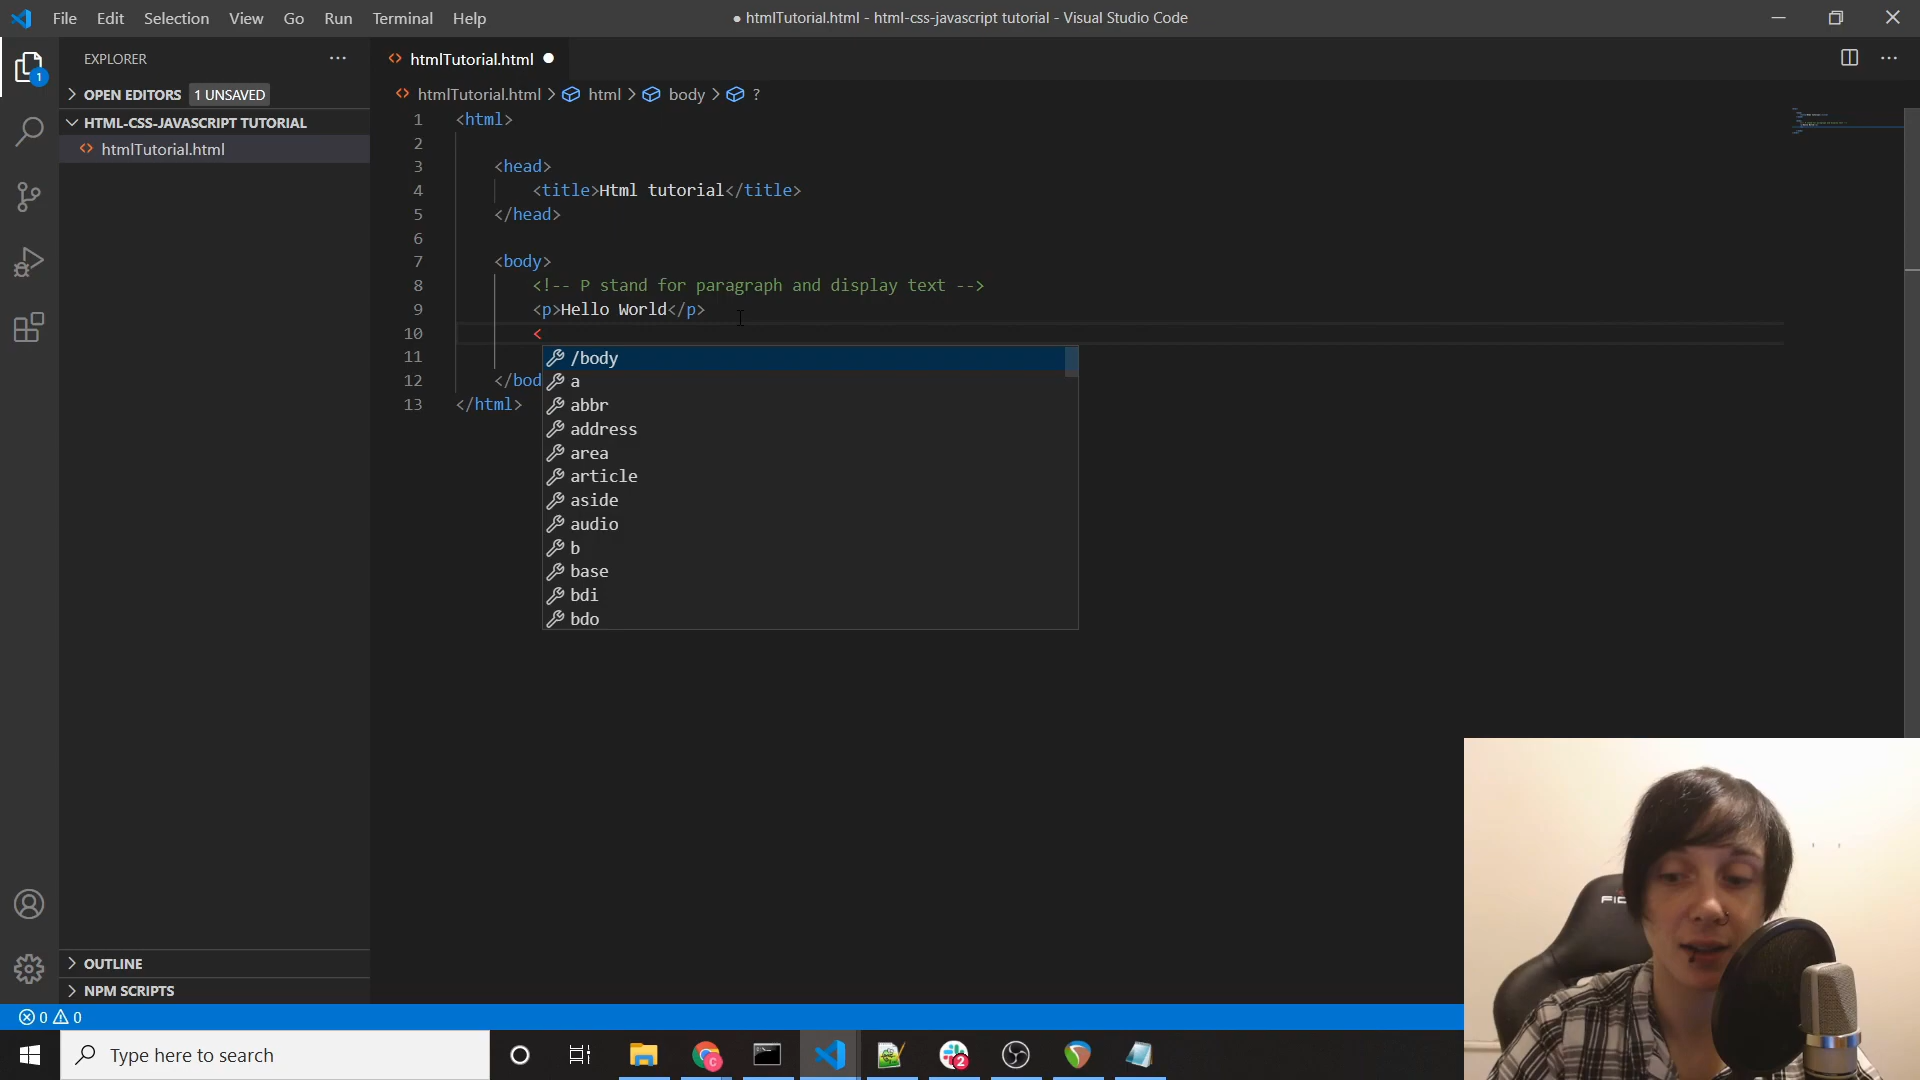 File Edit Selection View Go Run Terminal Help
● htmlTutorial.html - html-css-javascript tutorial - Visual Studio Code
EXPLORER
htmlTutorial.html
1
OPEN EDITORS 1 UNSAVED
htmlTutorial.html > html > body > ?
HTML-CSS-JAVASCRIPT TUTORIAL
htmlTutorial.html
1 <html>
2
3 <head>
4 <title>Html tutorial</title>
5 </head>
6
7 <body>
8 <!-- P stand for paragraph and display text -->
9 <p>Hello World</p>
10 <
11
12 </bod
13 </html>
/body
a
abbr
address
area
article
aside
audio
b
base
bdi
bdo
OUTLINE
NPM SCRIPTS
0 0
Type here to search
C
2